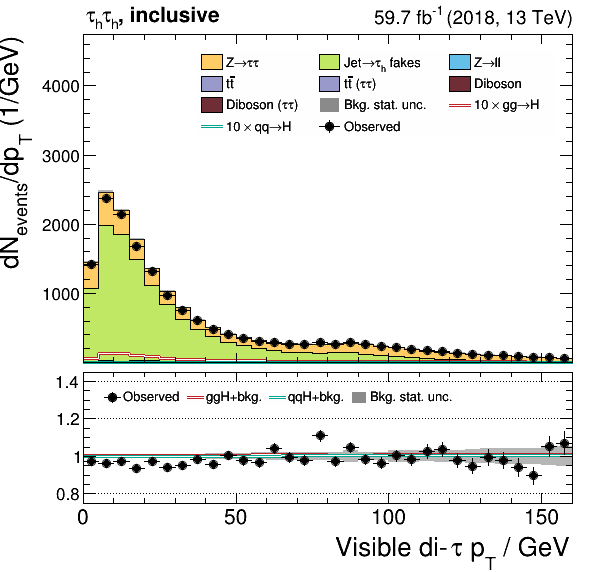 τhτh, inclusive 59.7 fb⁻¹ (2018, 13 TeV)
dNevents/dpT (1/GeV)
4000
3000
2000
1000
Z→ττ Jet→τh fakes Z→ll
tt̄ tt̄ (ττ) Diboson
Diboson (ττ) Bkg. stat. unc. 10 × gg→H
10 × qq→H Observed
1.4
1.2
1
0.8
Observed ggH+bkg. qqH+bkg. Bkg. stat. unc.
0 50 100 150
Visible di-τ pT / GeV